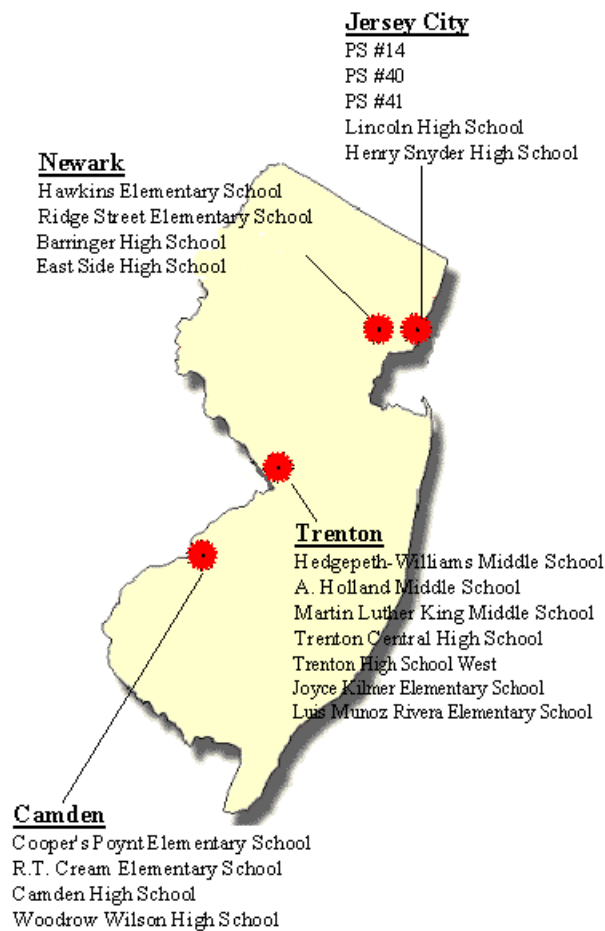 Jersey City
PS #14
PS #40
PS #41
Lincoln High School
Henry Snyder High School
Newark
Hawkins Elementary School
Ridge Street Elementary School
Barringer High School
East Side High School
Trenton
Hedgepeth-Williams Middle School
A. Holland Middle School
Martin Luther King Middle School
Trenton Central High School
Trenton High School West
Joyce Kilmer Elementary School
Luis Munoz Rivera Elementary School
Camden
Cooper's Poynt Elementary School
R.T. Cream Elementary School
Camden High School
Woodrow Wilson High School